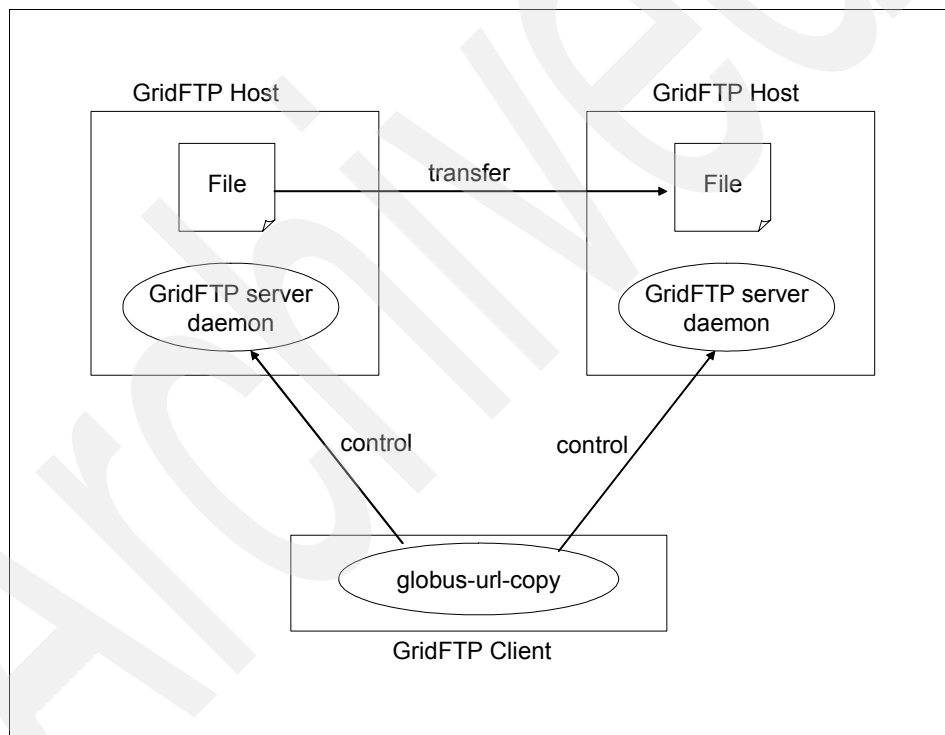 GridFTP Host
GridFTP Host
File
transfer
File
GridFTP server
daemon
GridFTP server
daemon
control
control
globus-url-copy
GridFTP Client
Archived